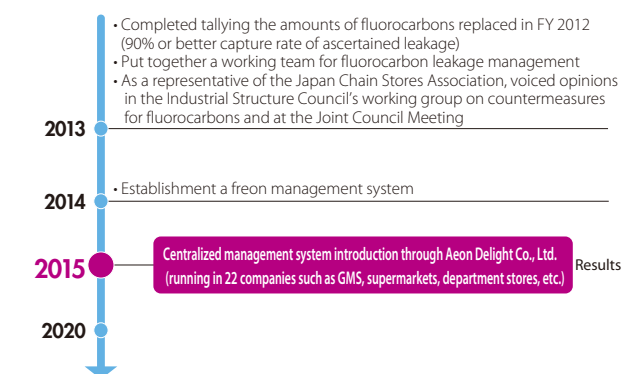 • Completed tallying the amounts of fluorocarbons replaced in FY 2012
(90% or better capture rate of ascertained leakage)
• Put together a working team for fluorocarbon leakage management
• As a representative of the Japan Chain Stores Association, voiced opinions
in the Industrial Structure Council's working group on countermeasures
for fluorocarbons and at the Joint Council Meeting
2013
• Establishment a freon management system
2014
Centralized management system introduction through Aeon Delight Co., Ltd.
(running in 22 companies such as GMS, supermarkets, department stores, etc.)
2015
Results
2020